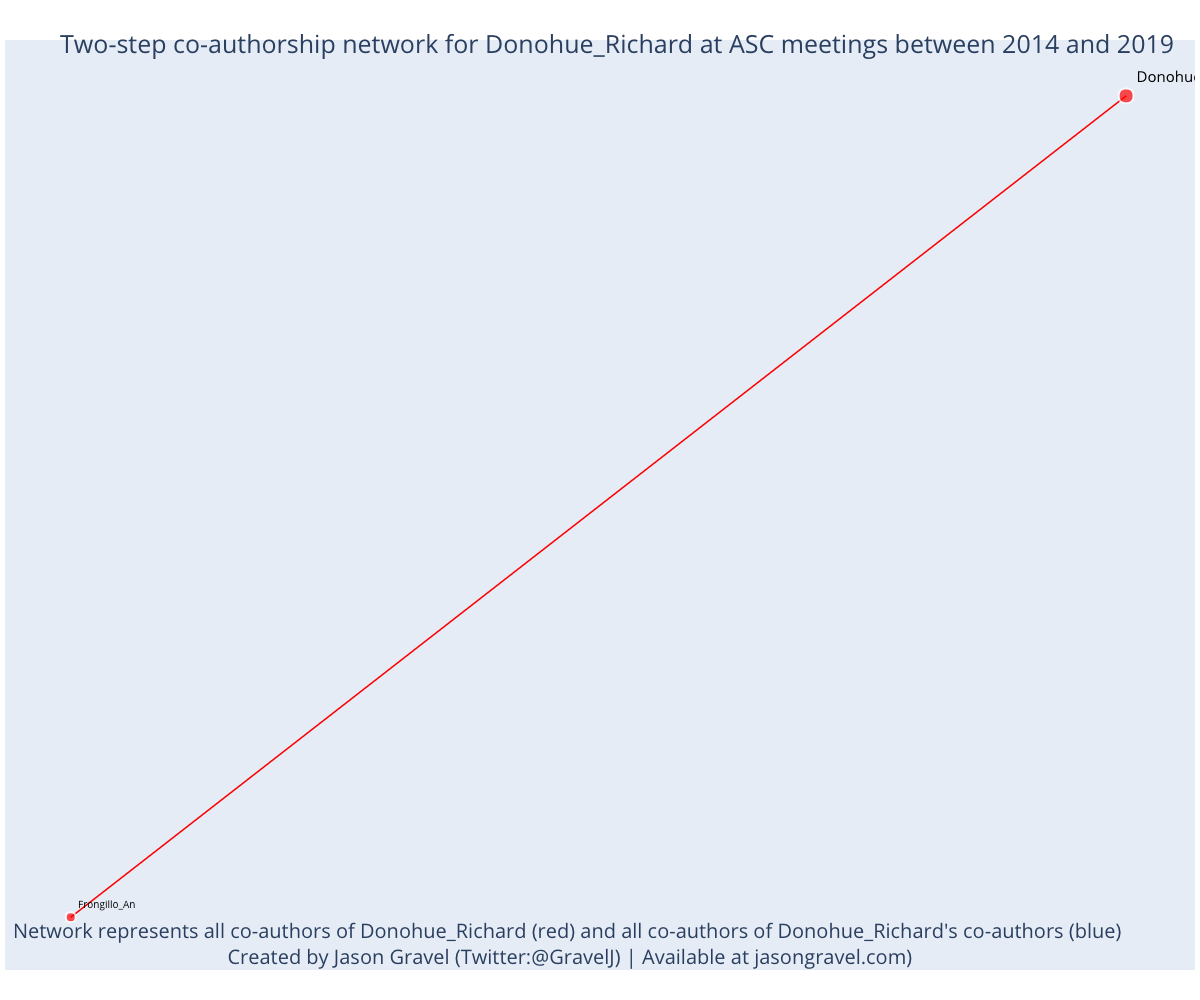 Two-step co-authorship network for Donohue_Richard at ASC meetings between 2014 and 2019
Donohue
Frongillo_An
Network represents all co-authors of Donohue_Richard (red) and all co-authors of Donohue_Richard's co-authors (blue)
Created by Jason Gravel (Twitter:@GravelJ) | Available at jasongravel.com)